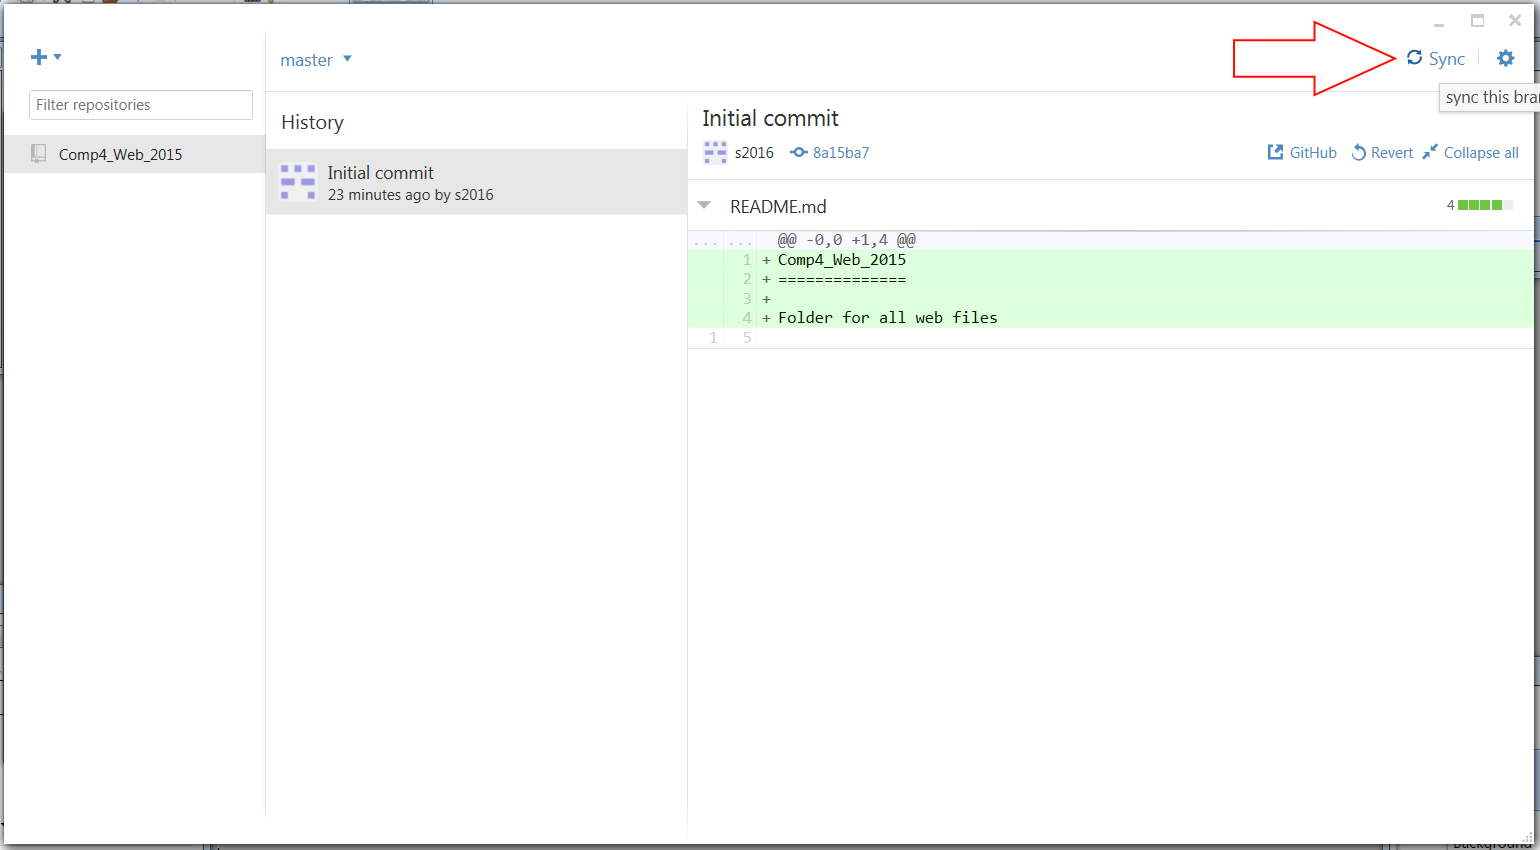 master
Sync
sync this bra
Filter repositories
Comp4_Web_2015
History
Initial commit
23 minutes ago by s2016
Initial commit
s2016 8a15ba7
GitHub Revert Collapse all
README.md
4
... ... @@ -0,0 +1,4 @@
1 + Comp4_Web_2015
2 + ==============
3 +
4 + Folder for all web files
1 5
Background